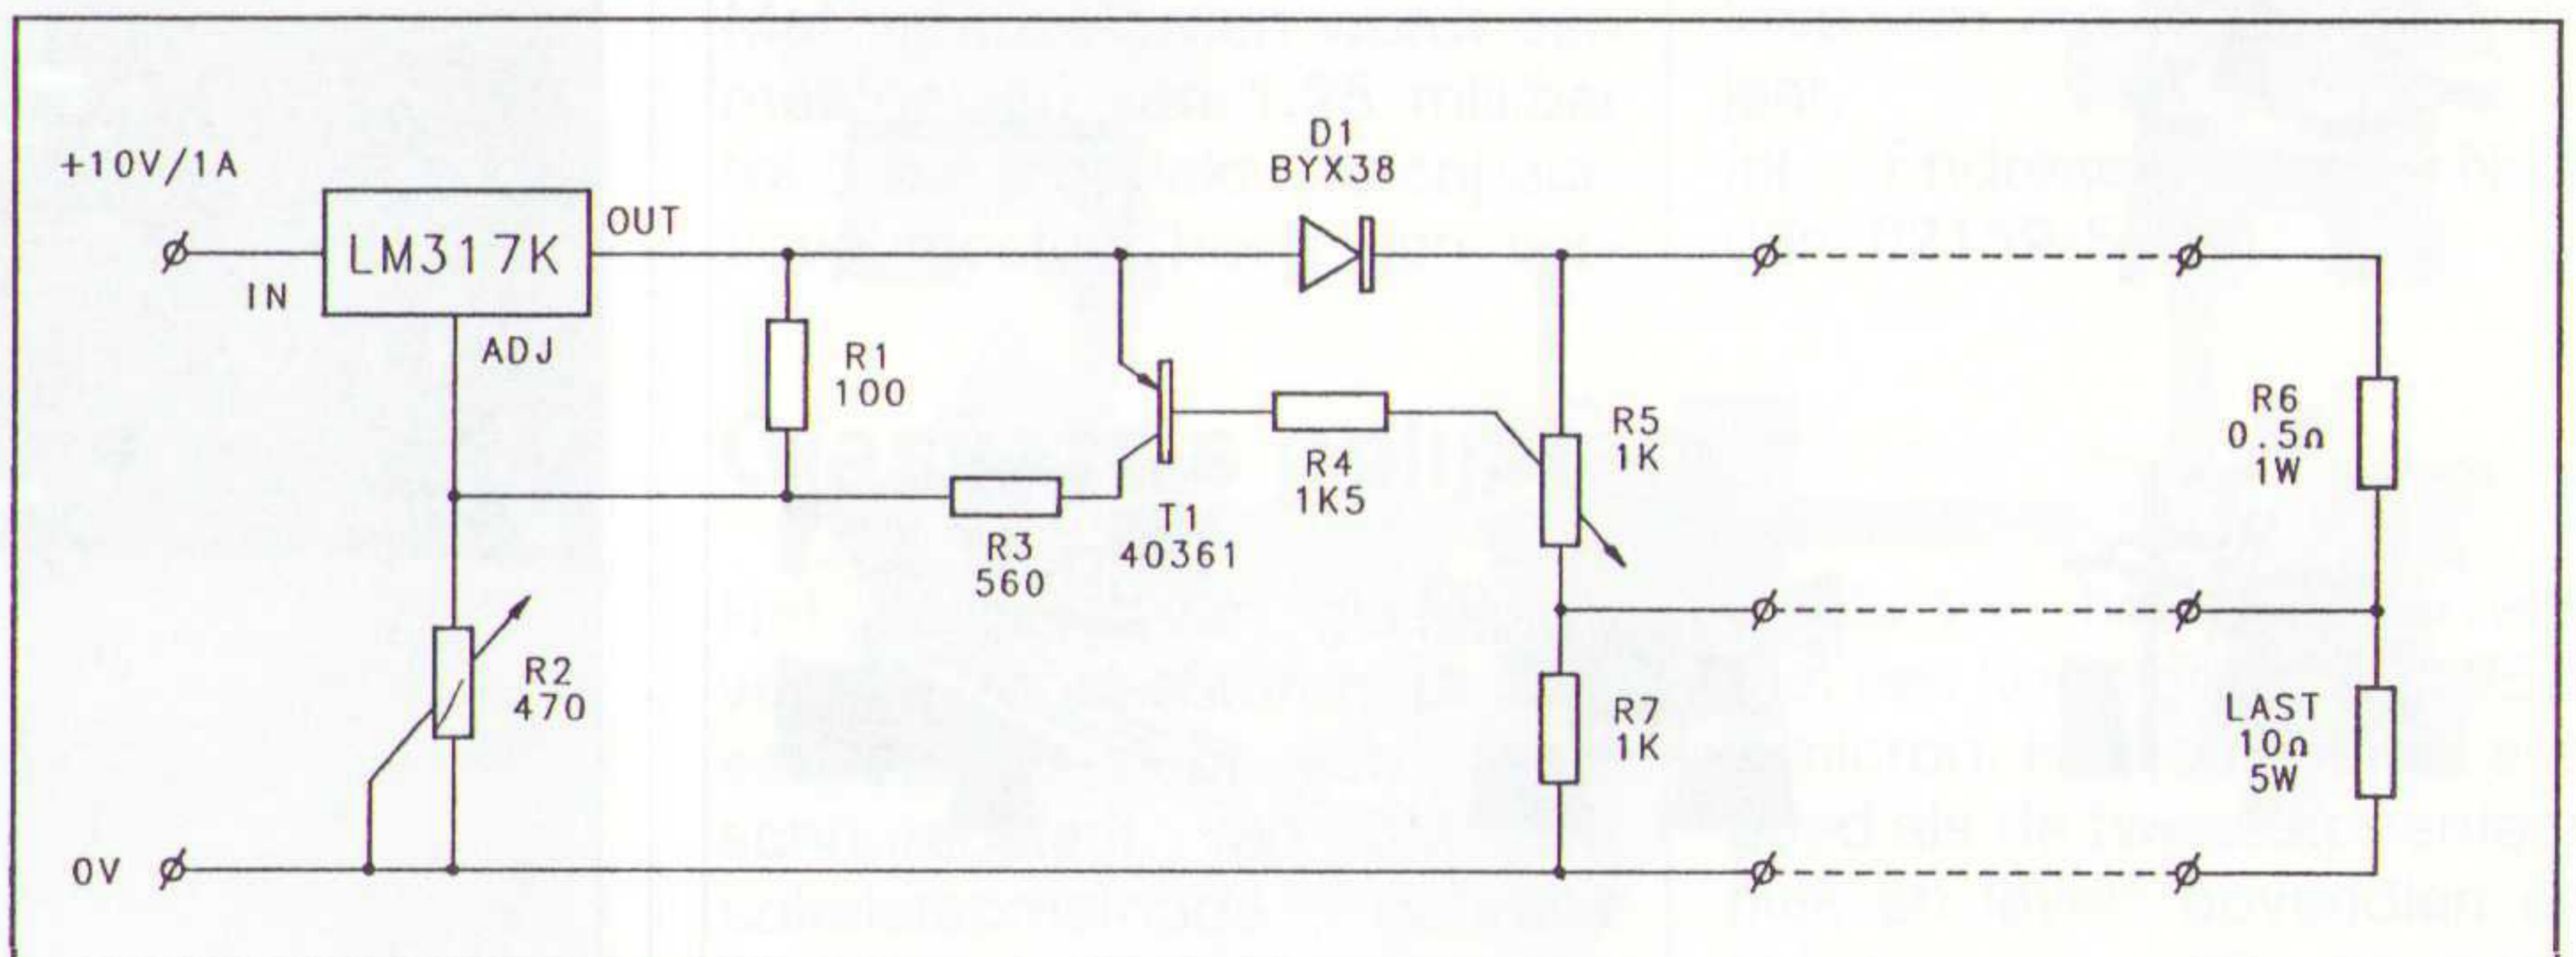 +10V/1A
IN
LM317K
OUT
ADJ
D1
BYX38
R1
100
R3
560
T1
40361
R4
1K5
R5
1K
R6
0.5Ω
1W
R2
470
R7
1K
LAST
10Ω
5W
0V